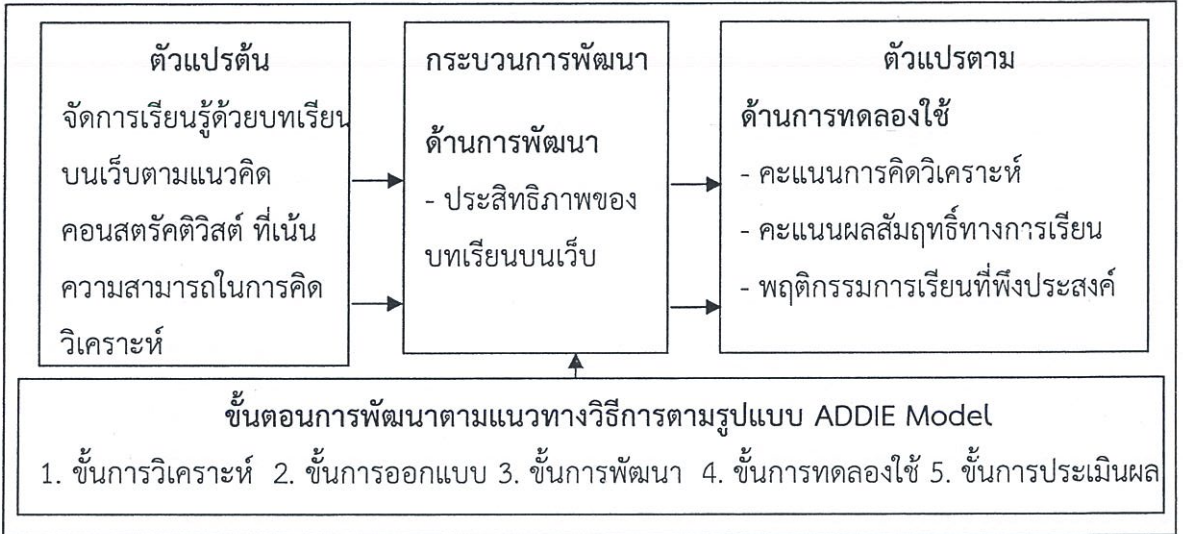 ตัวแปรต้น
จัดการเรียนรู้ด้วยบทเรียน
บนเว็บตามแนวคิด
คอนสตรัคติวิสต์ ที่เน้น
ความสามารถในการคิด
วิเคราะห์
กระบวนการพัฒนา
ด้านการพัฒนา
- ประสิทธิภาพของ
บทเรียนบนเว็บ
ตัวแปรตาม
ด้านการทดลองใช้
- คะแนนการคิดวิเคราะห์
- คะแนนผลสัมฤทธิ์ทางการเรียน
- พฤติกรรมการเรียนที่พึงประสงค์
ขั้นตอนการพัฒนาตามแนวทางวิธีการตามรูปแบบ ADDIE Model
1. ขั้นการวิเคราะห์ 2. ขั้นการออกแบบ 3. ขั้นการพัฒนา 4. ขั้นการทดลองใช้ 5. ขั้นการประเมินผล